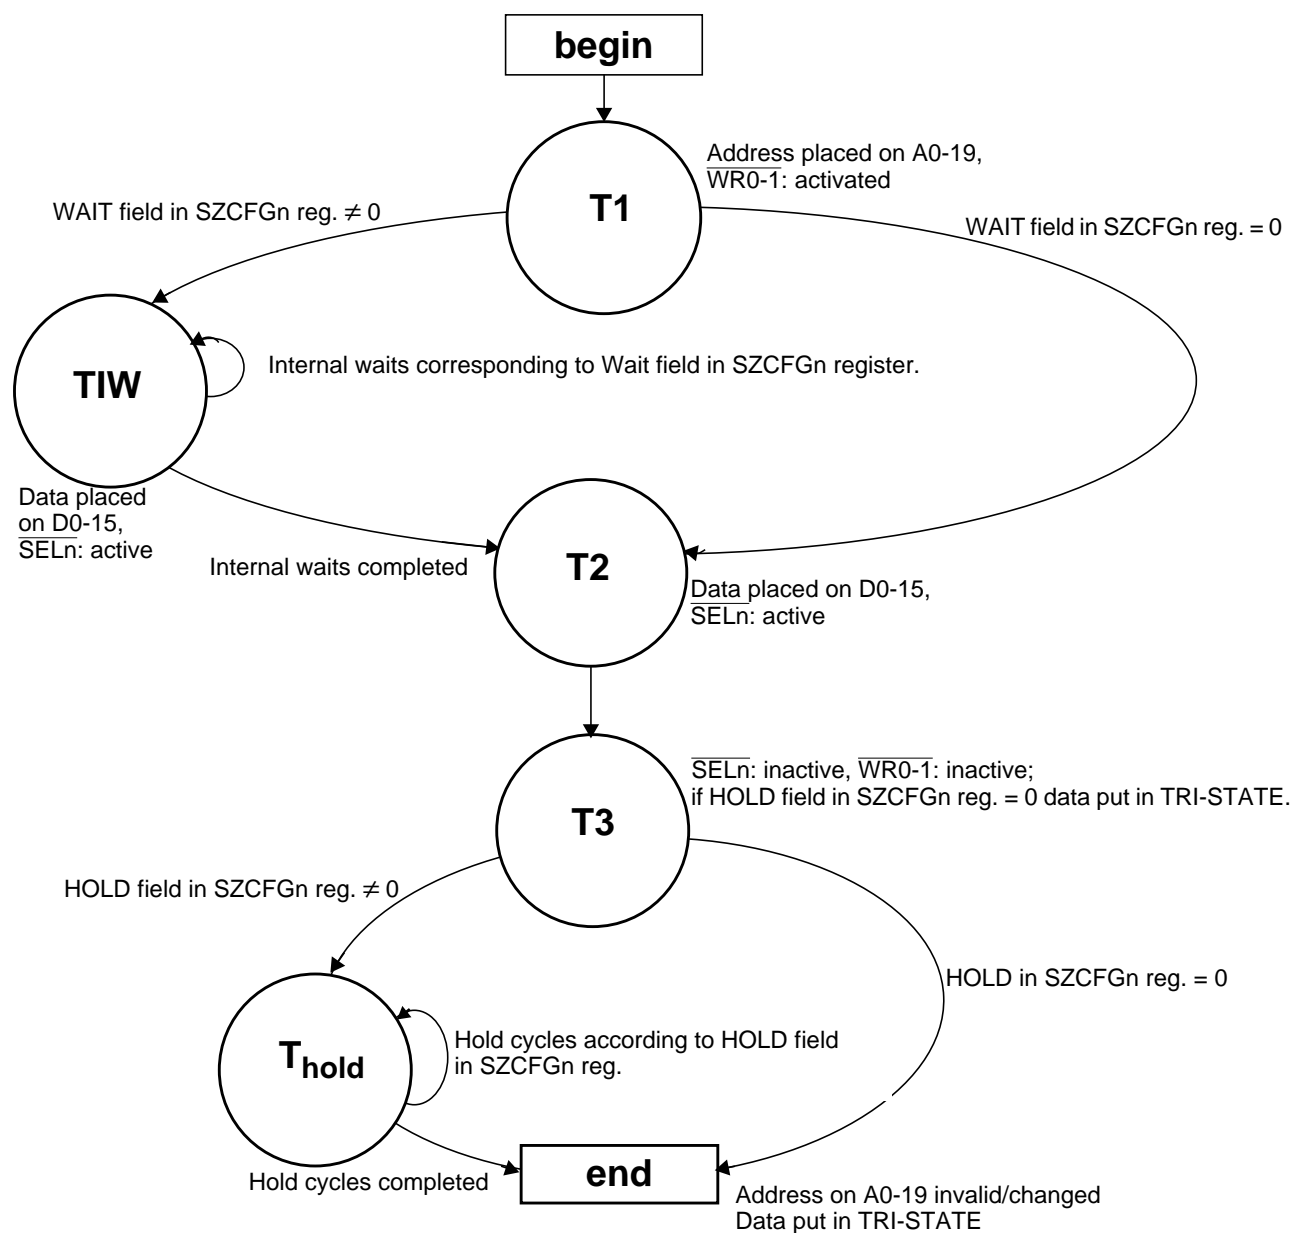 begin
Address placed on A0-19,
WR0-1: activated
T1
WAIT field in SZCFGn reg. ≠ 0
WAIT field in SZCFGn reg. = 0
TIW
Internal waits corresponding to Wait field in SZCFGn register.
Data placed
on D0-15,
SELn: active
Internal waits completed
T2
Data placed on D0-15,
SELn: active
SELn: inactive, WR0-1: inactive;
if HOLD field in SZCFGn reg. = 0 data put in TRI-STATE.
T3
HOLD field in SZCFGn reg. ≠ 0
HOLD in SZCFGn reg. = 0
Thold
Hold cycles according to HOLD field
in SZCFGn reg.
Hold cycles completed
end
Address on A0-19 invalid/changed
Data put in TRI-STATE